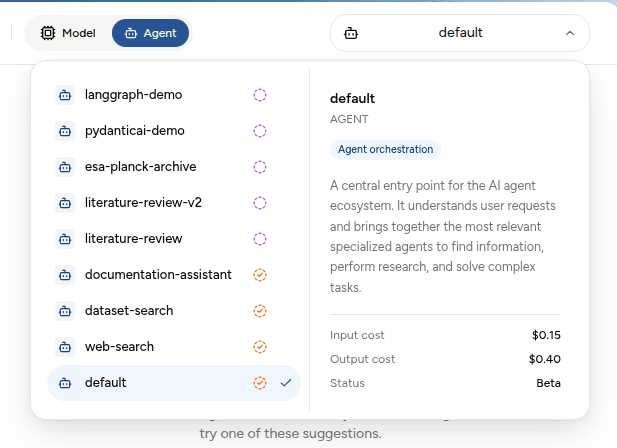 Model
Agent
default
langgraph-demo
pydanticai-demo
esa-planck-archive
literature-review-v2
literature-review
documentation-assistant
dataset-search
web-search
default
default
AGENT
Agent orchestration
A central entry point for the AI agent
ecosystem. It understands user requests
and brings together the most relevant
specialized agents to find information,
perform research, and solve complex
tasks.
Input cost $0.15
Output cost $0.40
Status Beta
try one of these suggestions.